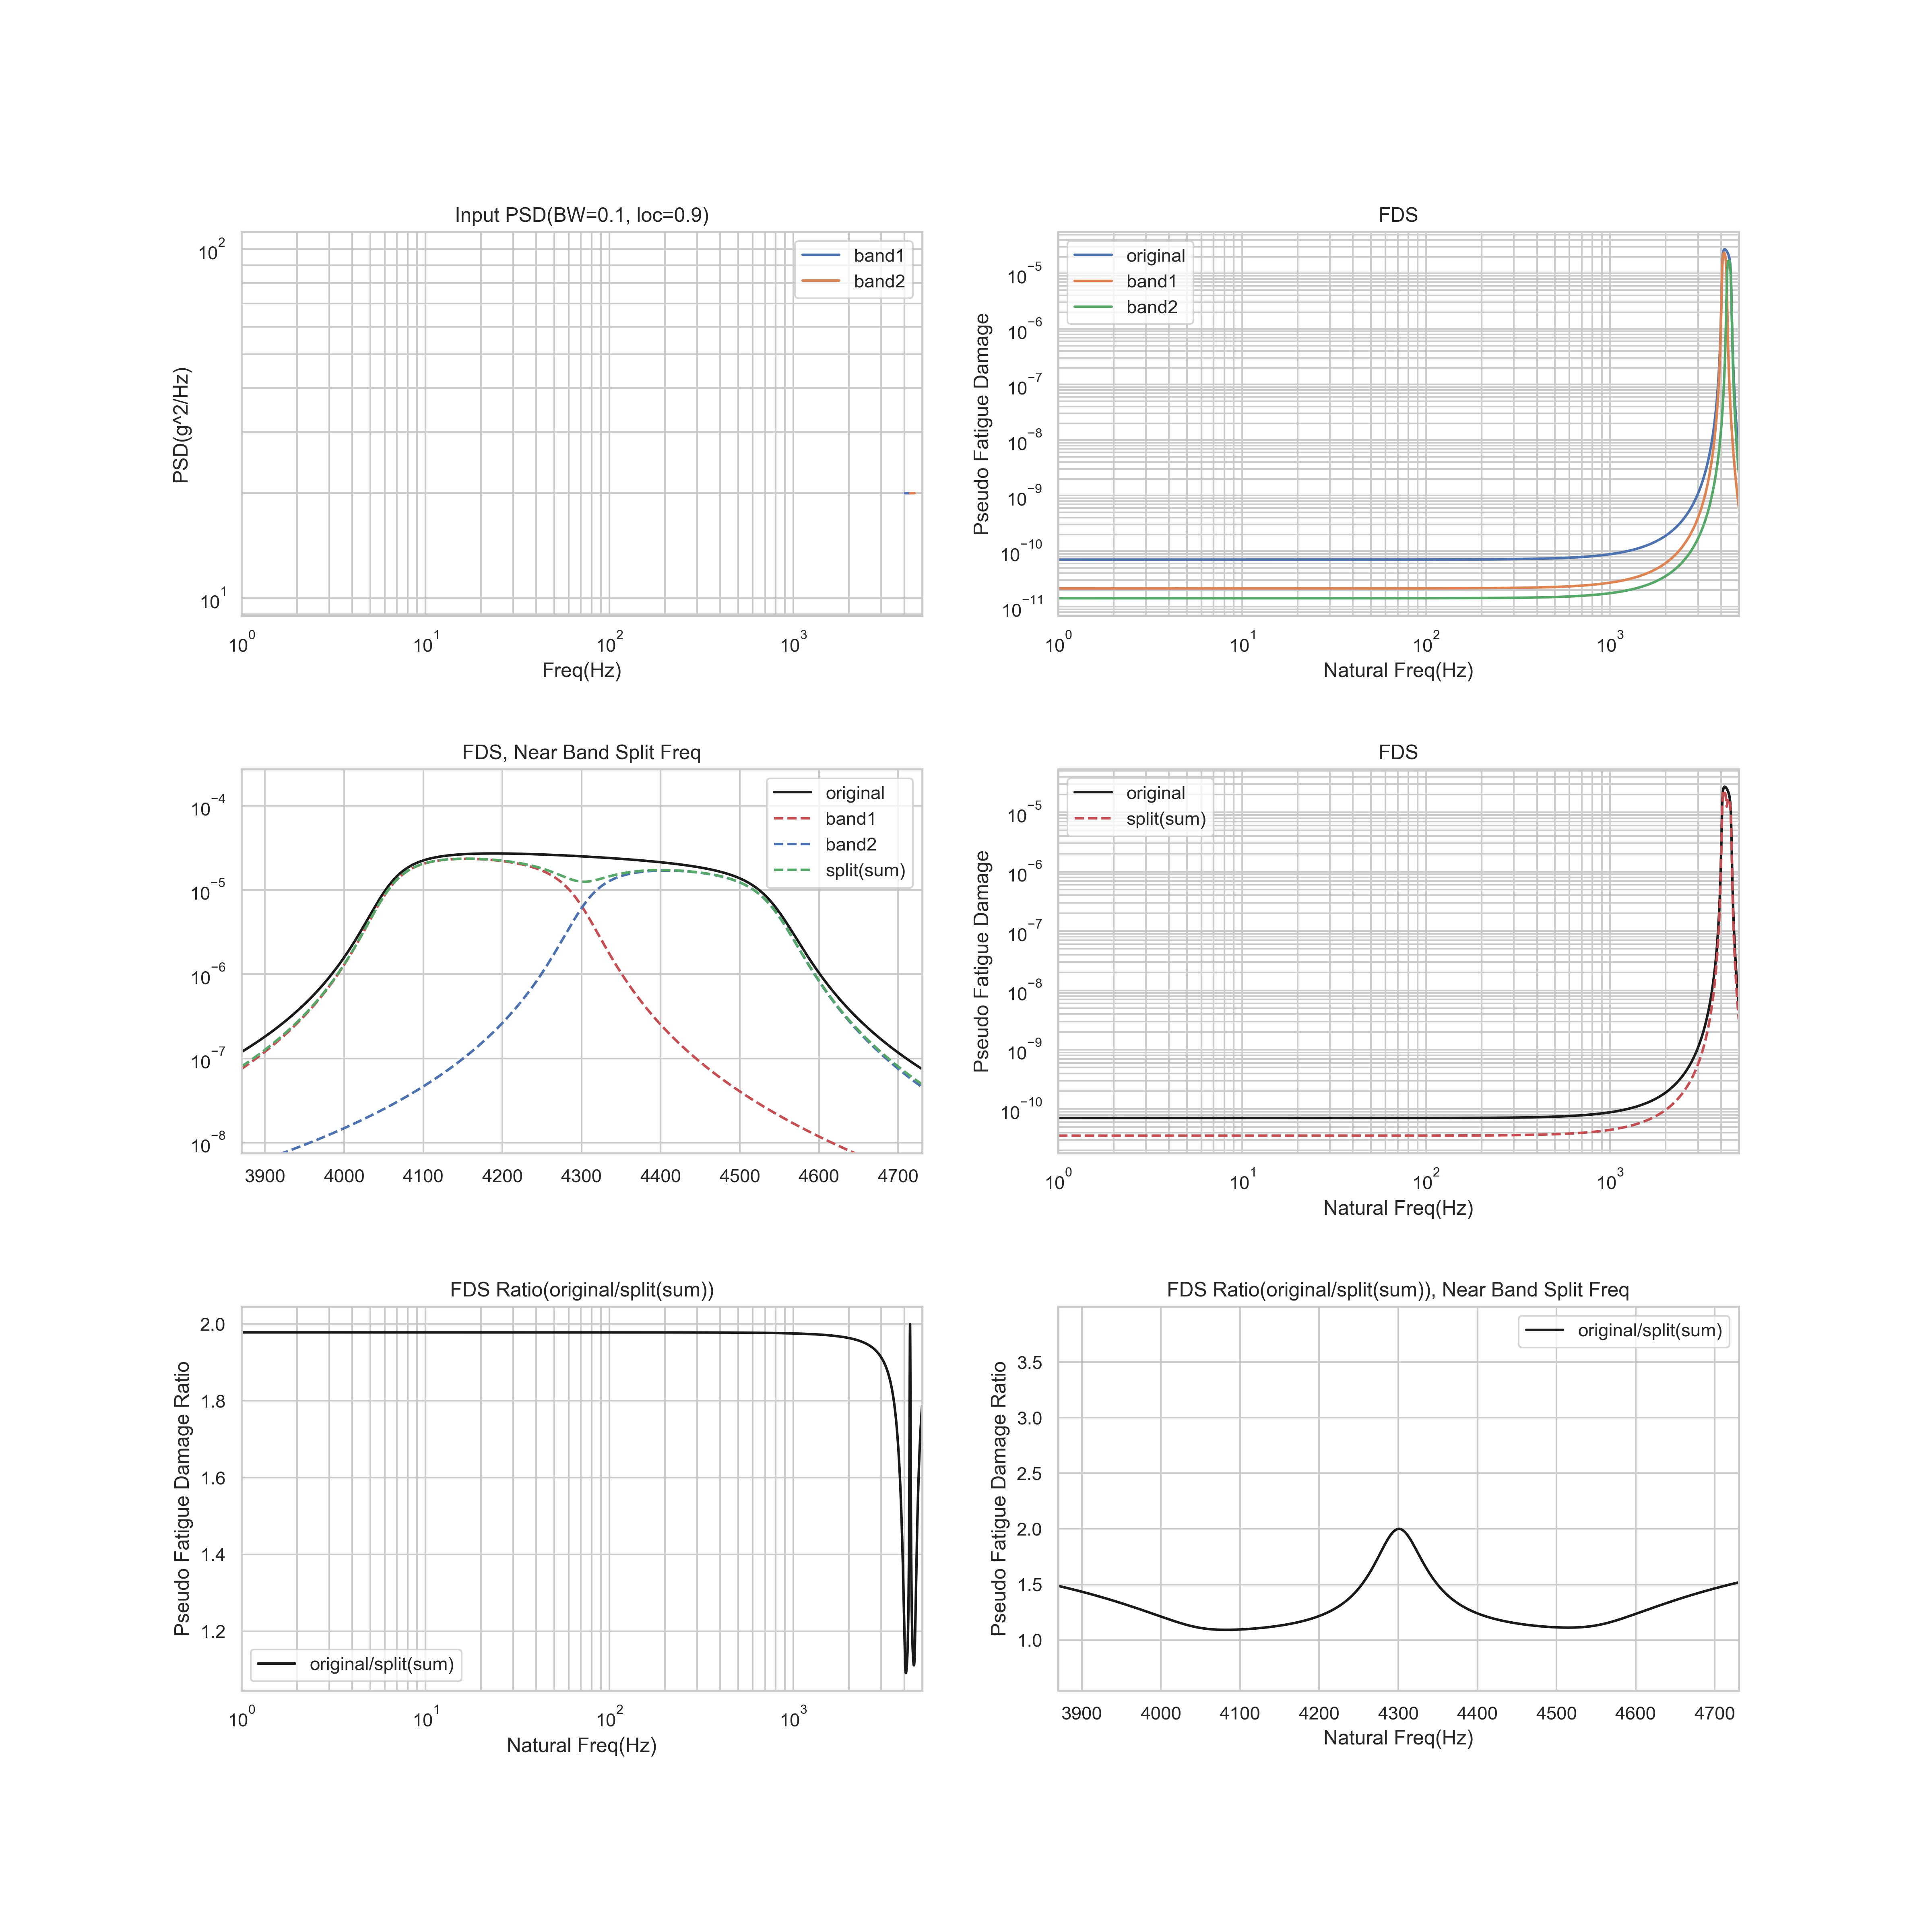 Input PSD(BW=0.1, loc=0.9)
PSD(g^2/Hz)
10^2
10^1
band1
band2
10^0 10^1 10^2 10^3
Freq(Hz)
FDS
Pseudo Fatigue Damage
original
band1
band2
10^−5
10^−6
10^−7
10^−8
10^−9
10^−10
10^−11
10^0 10^1 10^2 10^3
Natural Freq(Hz)
FDS, Near Band Split Freq
10^−4
10^−5
10^−6
10^−7
10^−8
original
band1
band2
split(sum)
3900 4000 4100 4200 4300 4400 4500 4600 4700
FDS
Pseudo Fatigue Damage
original
split(sum)
10^−5
10^−6
10^−7
10^−8
10^−9
10^−10
10^0 10^1 10^2 10^3
Natural Freq(Hz)
FDS Ratio(original/split(sum))
Pseudo Fatigue Damage Ratio
2.0
1.8
1.6
1.4
1.2
original/split(sum)
10^0 10^1 10^2 10^3
Natural Freq(Hz)
FDS Ratio(original/split(sum)), Near Band Split Freq
Pseudo Fatigue Damage Ratio
original/split(sum)
3.5
3.0
2.5
2.0
1.5
1.0
3900 4000 4100 4200 4300 4400 4500 4600 4700
Natural Freq(Hz)